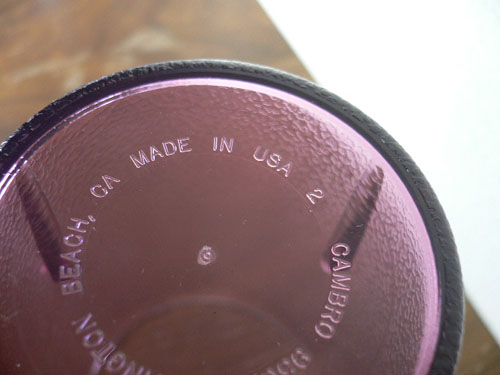 BEACH, CA MADE IN USA 2 CAMBRO